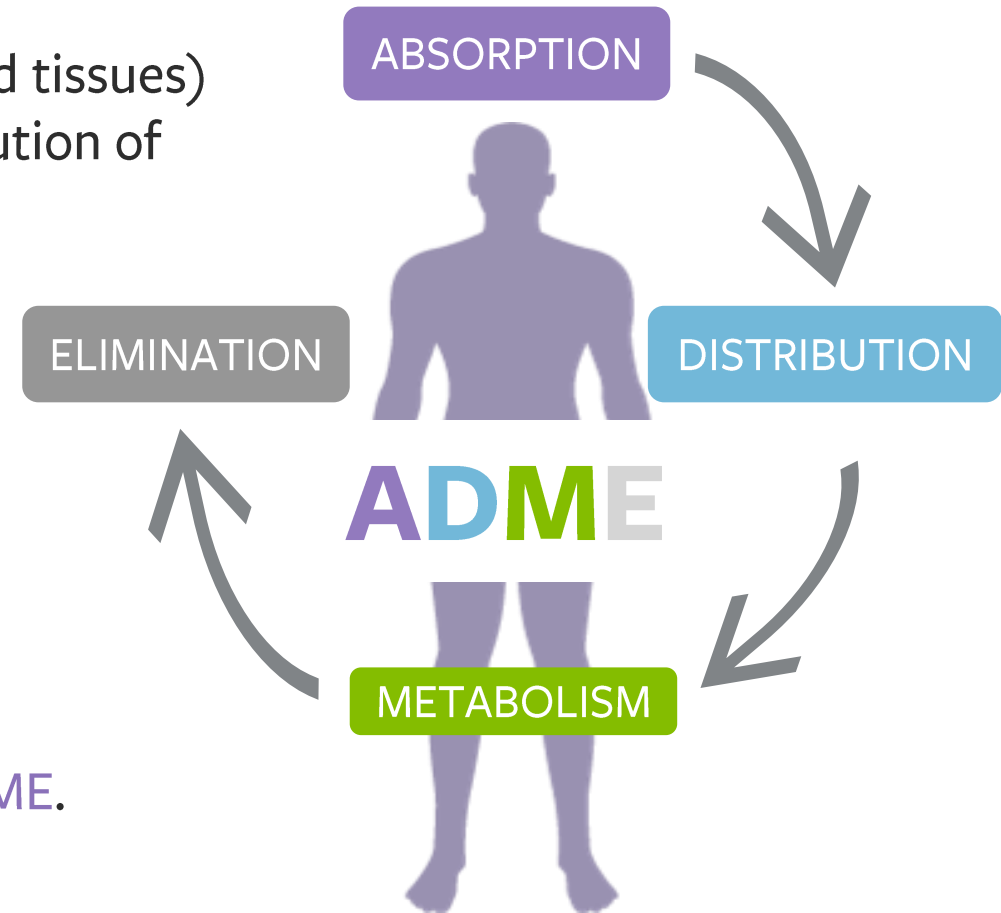 d tissues)
ution of
ABSORPTION
ELIMINATION
DISTRIBUTION
ADME
METABOLISM
ME.